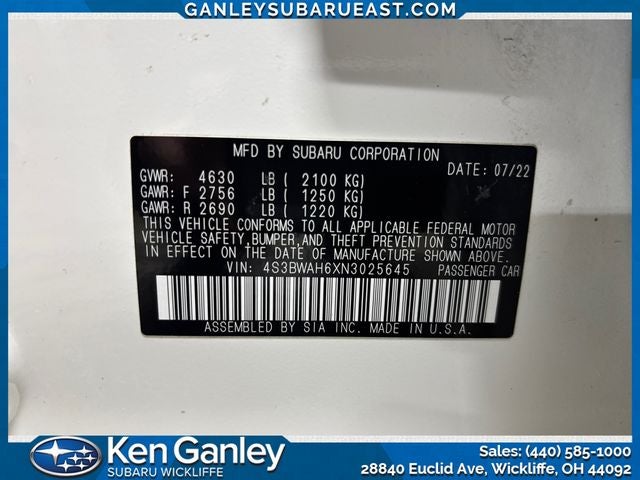 GANLEYSUBARUEAST.COM
MFD BY SUBARU CORPORATION
GVWR: 4630 LB ( 2100 KG) DATE: 07/22
GAWR: F 2756 LB ( 1250 KG)
GAWR: R 2690 LB ( 1220 KG)
THIS VEHICLE CONFORMS TO ALL APPLICABLE FEDERAL MOTOR
VEHICLE SAFETY, BUMPER, AND THEFT PREVENTION STANDARDS
IN EFFECT ON THE DATE OF MANUFACTURE SHOWN ABOVE.
VIN: 4S3BWAH6XN3025645 PASSENGER CAR
ASSEMBLED BY SIA INC. MADE IN U.S.A.
Ken Ganley
SUBARU WICKLIFFE
Sales: (440) 585-1000
28840 Euclid Ave, Wickliffe, OH 44092